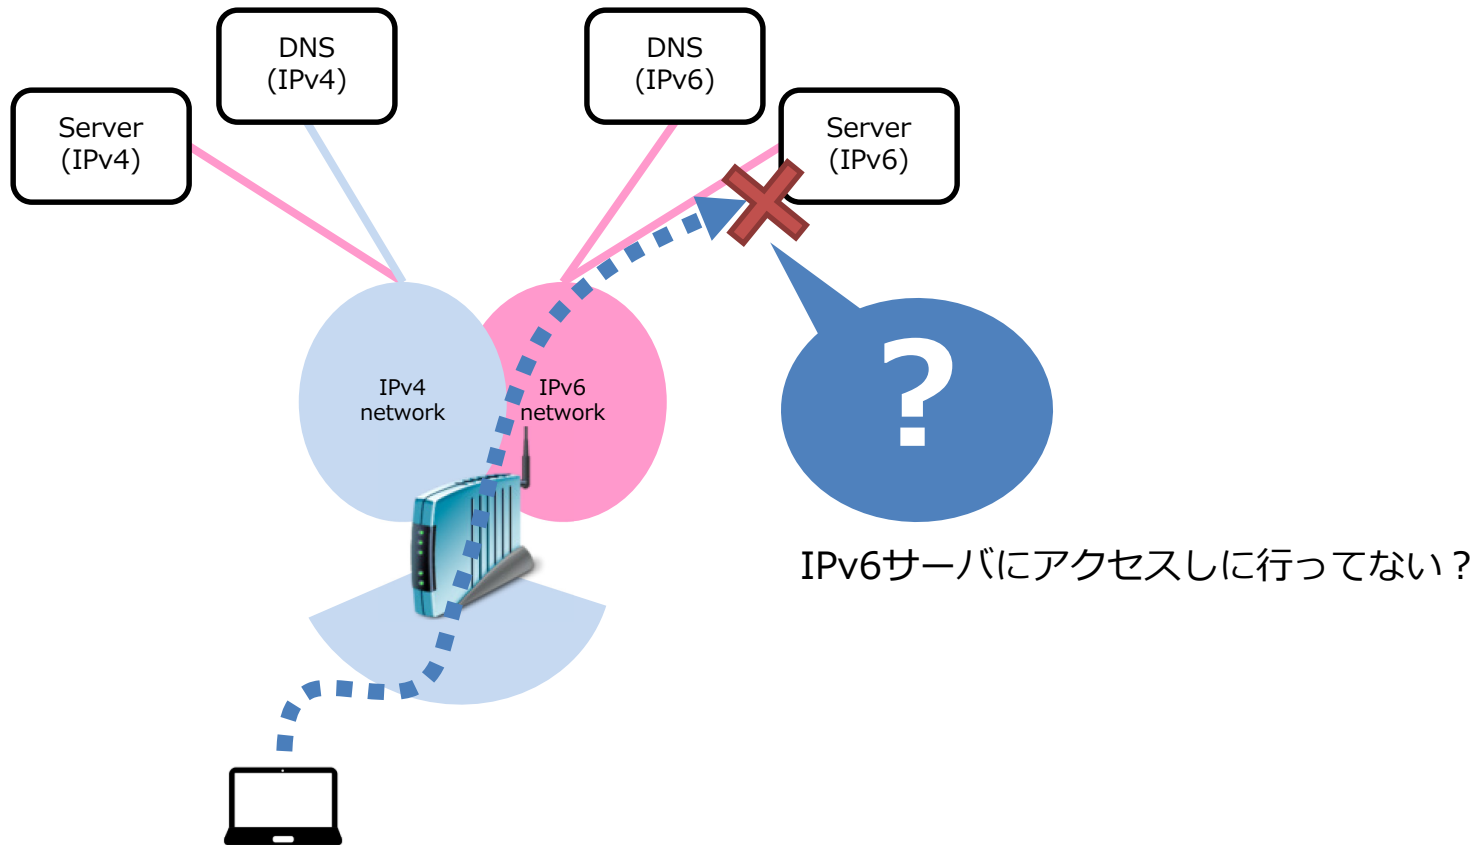 DNS
(IPv4)
DNS
(IPv6)
Server
(IPv4)
Server
(IPv6)
IPv4
network
IPv6
network
?
IPv6サーバにアクセスしに行ってない？